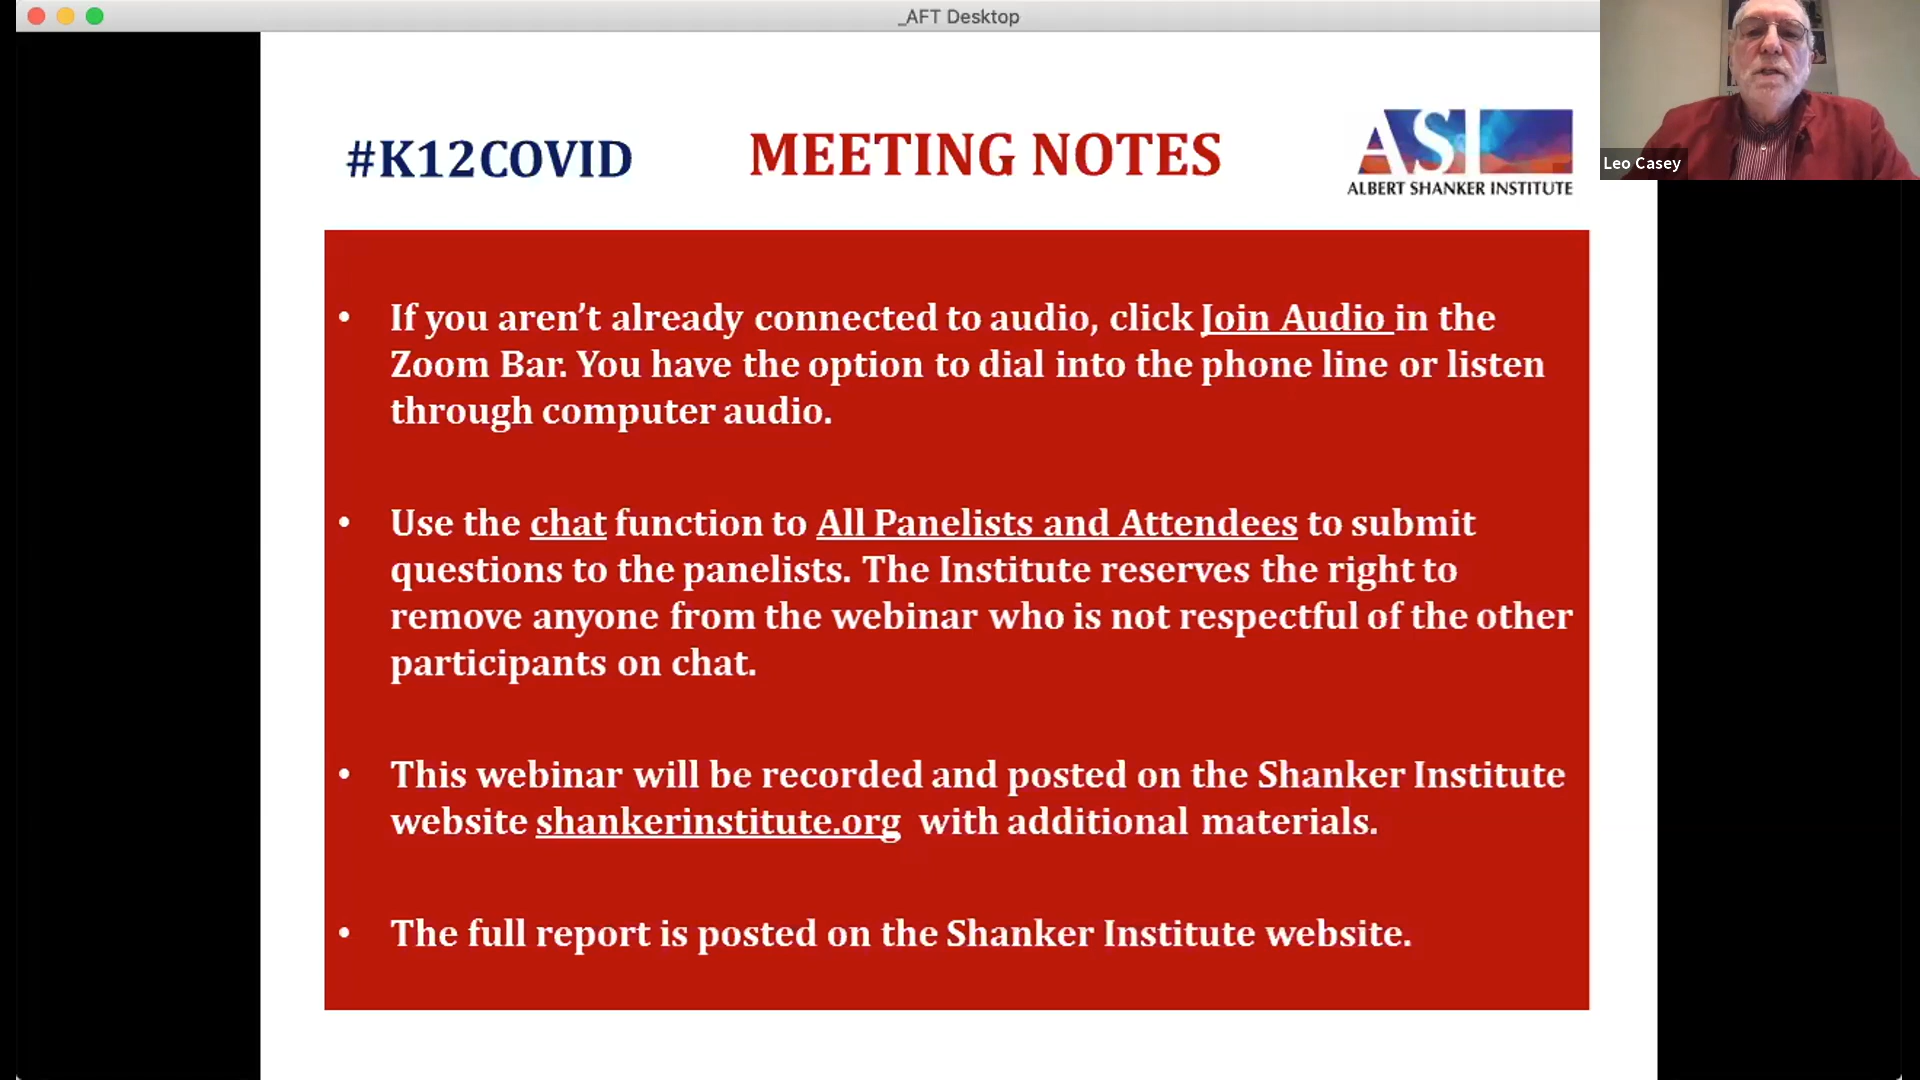 _AFT Desktop
#K12COVID
MEETING NOTES
ASI
ALBERT SHANKER INSTITUTE
Leo Casey
• If you aren’t already connected to audio, click Join Audio in the
Zoom Bar. You have the option to dial into the phone line or listen
through computer audio.
• Use the chat function to All Panelists and Attendees to submit
questions to the panelists. The Institute reserves the right to
remove anyone from the webinar who is not respectful of the other
participants on chat.
• This webinar will be recorded and posted on the Shanker Institute
website shankerinstitute.org with additional materials.
• The full report is posted on the Shanker Institute website.